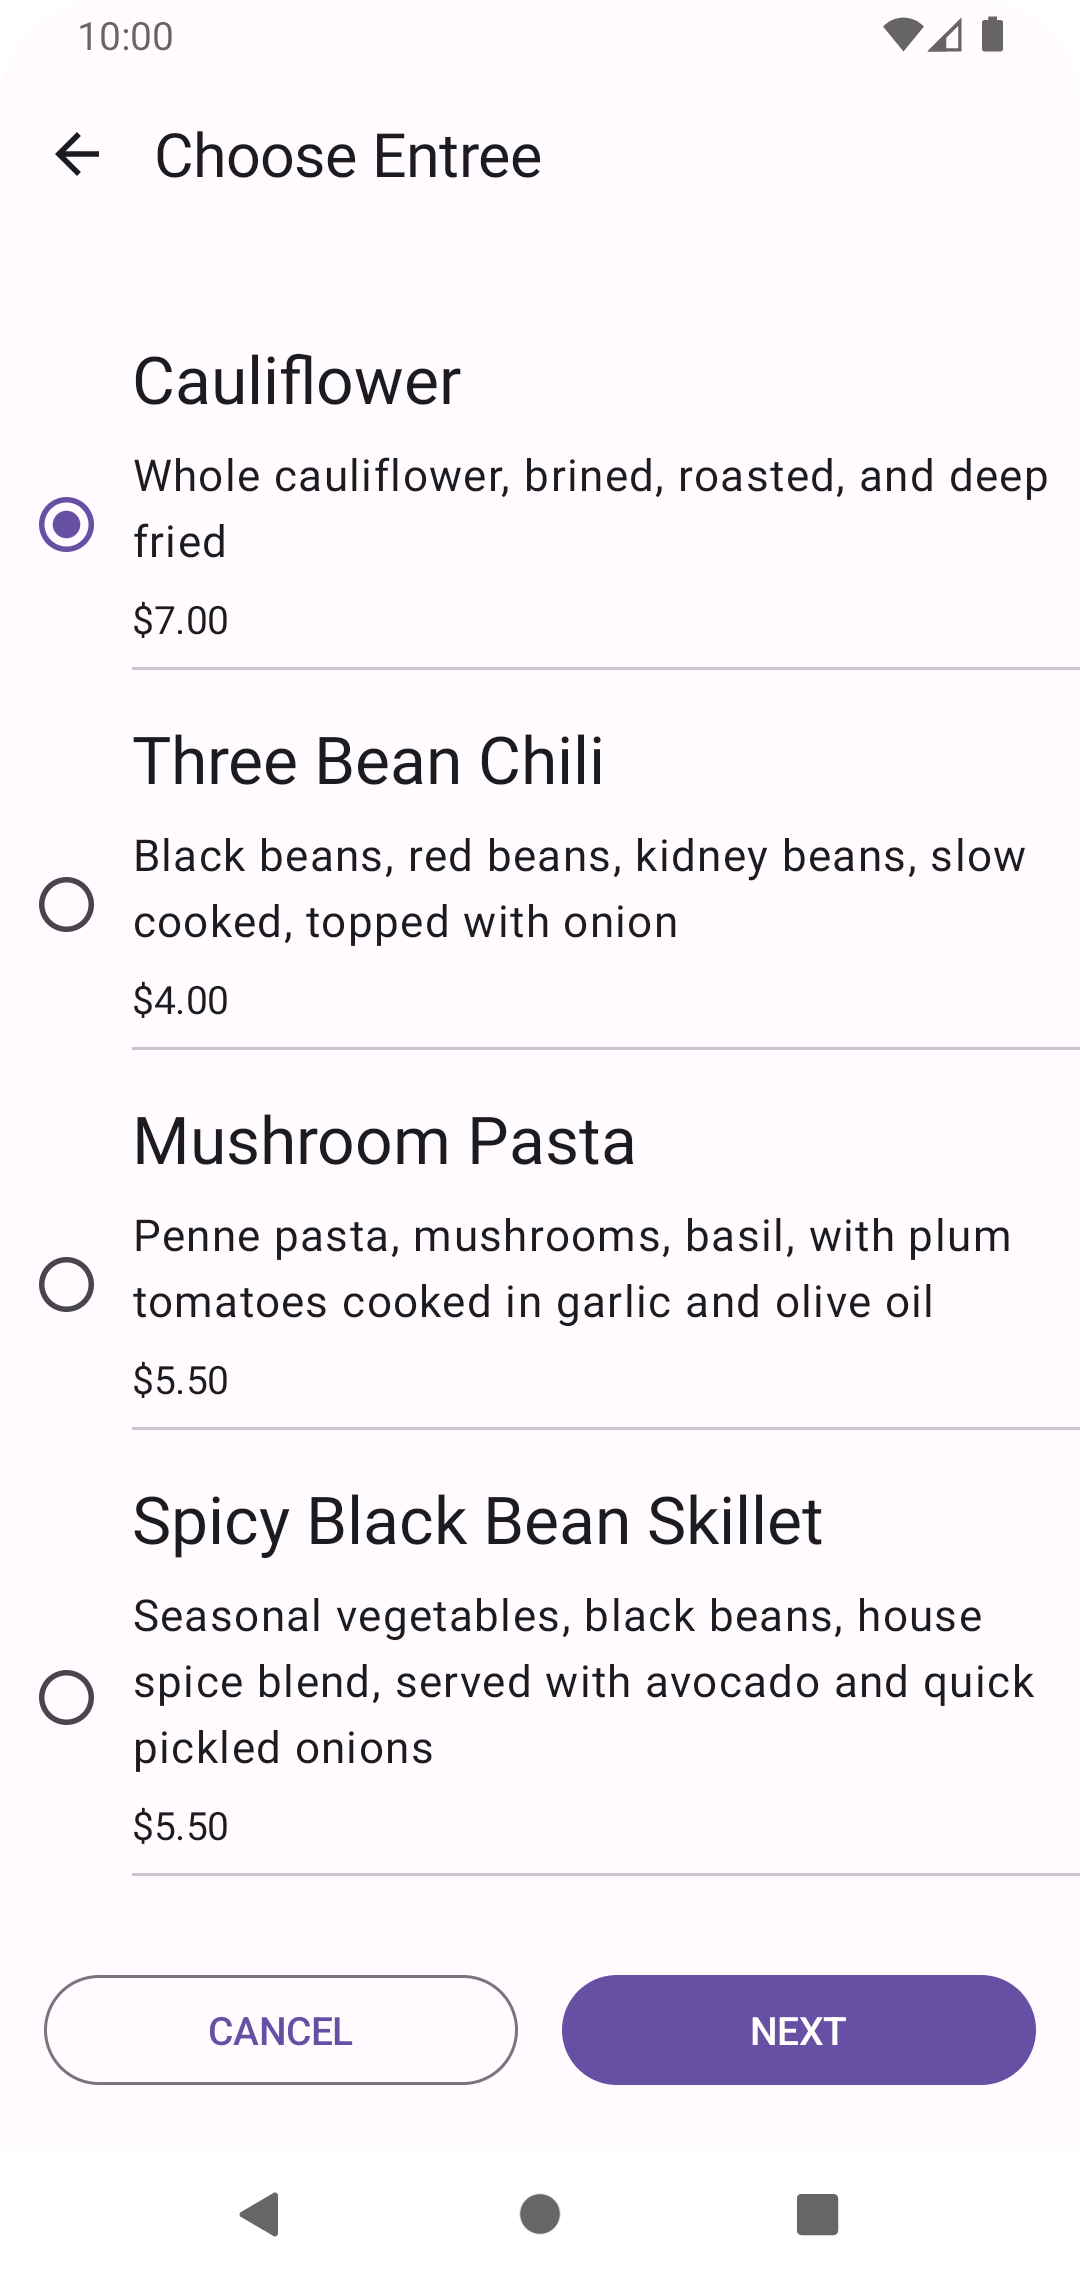 10:00
Choose Entree
Cauliflower
Whole cauliflower, brined, roasted, and deep
fried
$7.00
Three Bean Chili
Black beans, red beans, kidney beans, slow
cooked, topped with onion
$4.00
Mushroom Pasta
Penne pasta, mushrooms, basil, with plum
tomatoes cooked in garlic and olive oil
$5.50
Spicy Black Bean Skillet
Seasonal vegetables, black beans, house
spice blend, served with avocado and quick
pickled onions
$5.50
CANCEL
NEXT